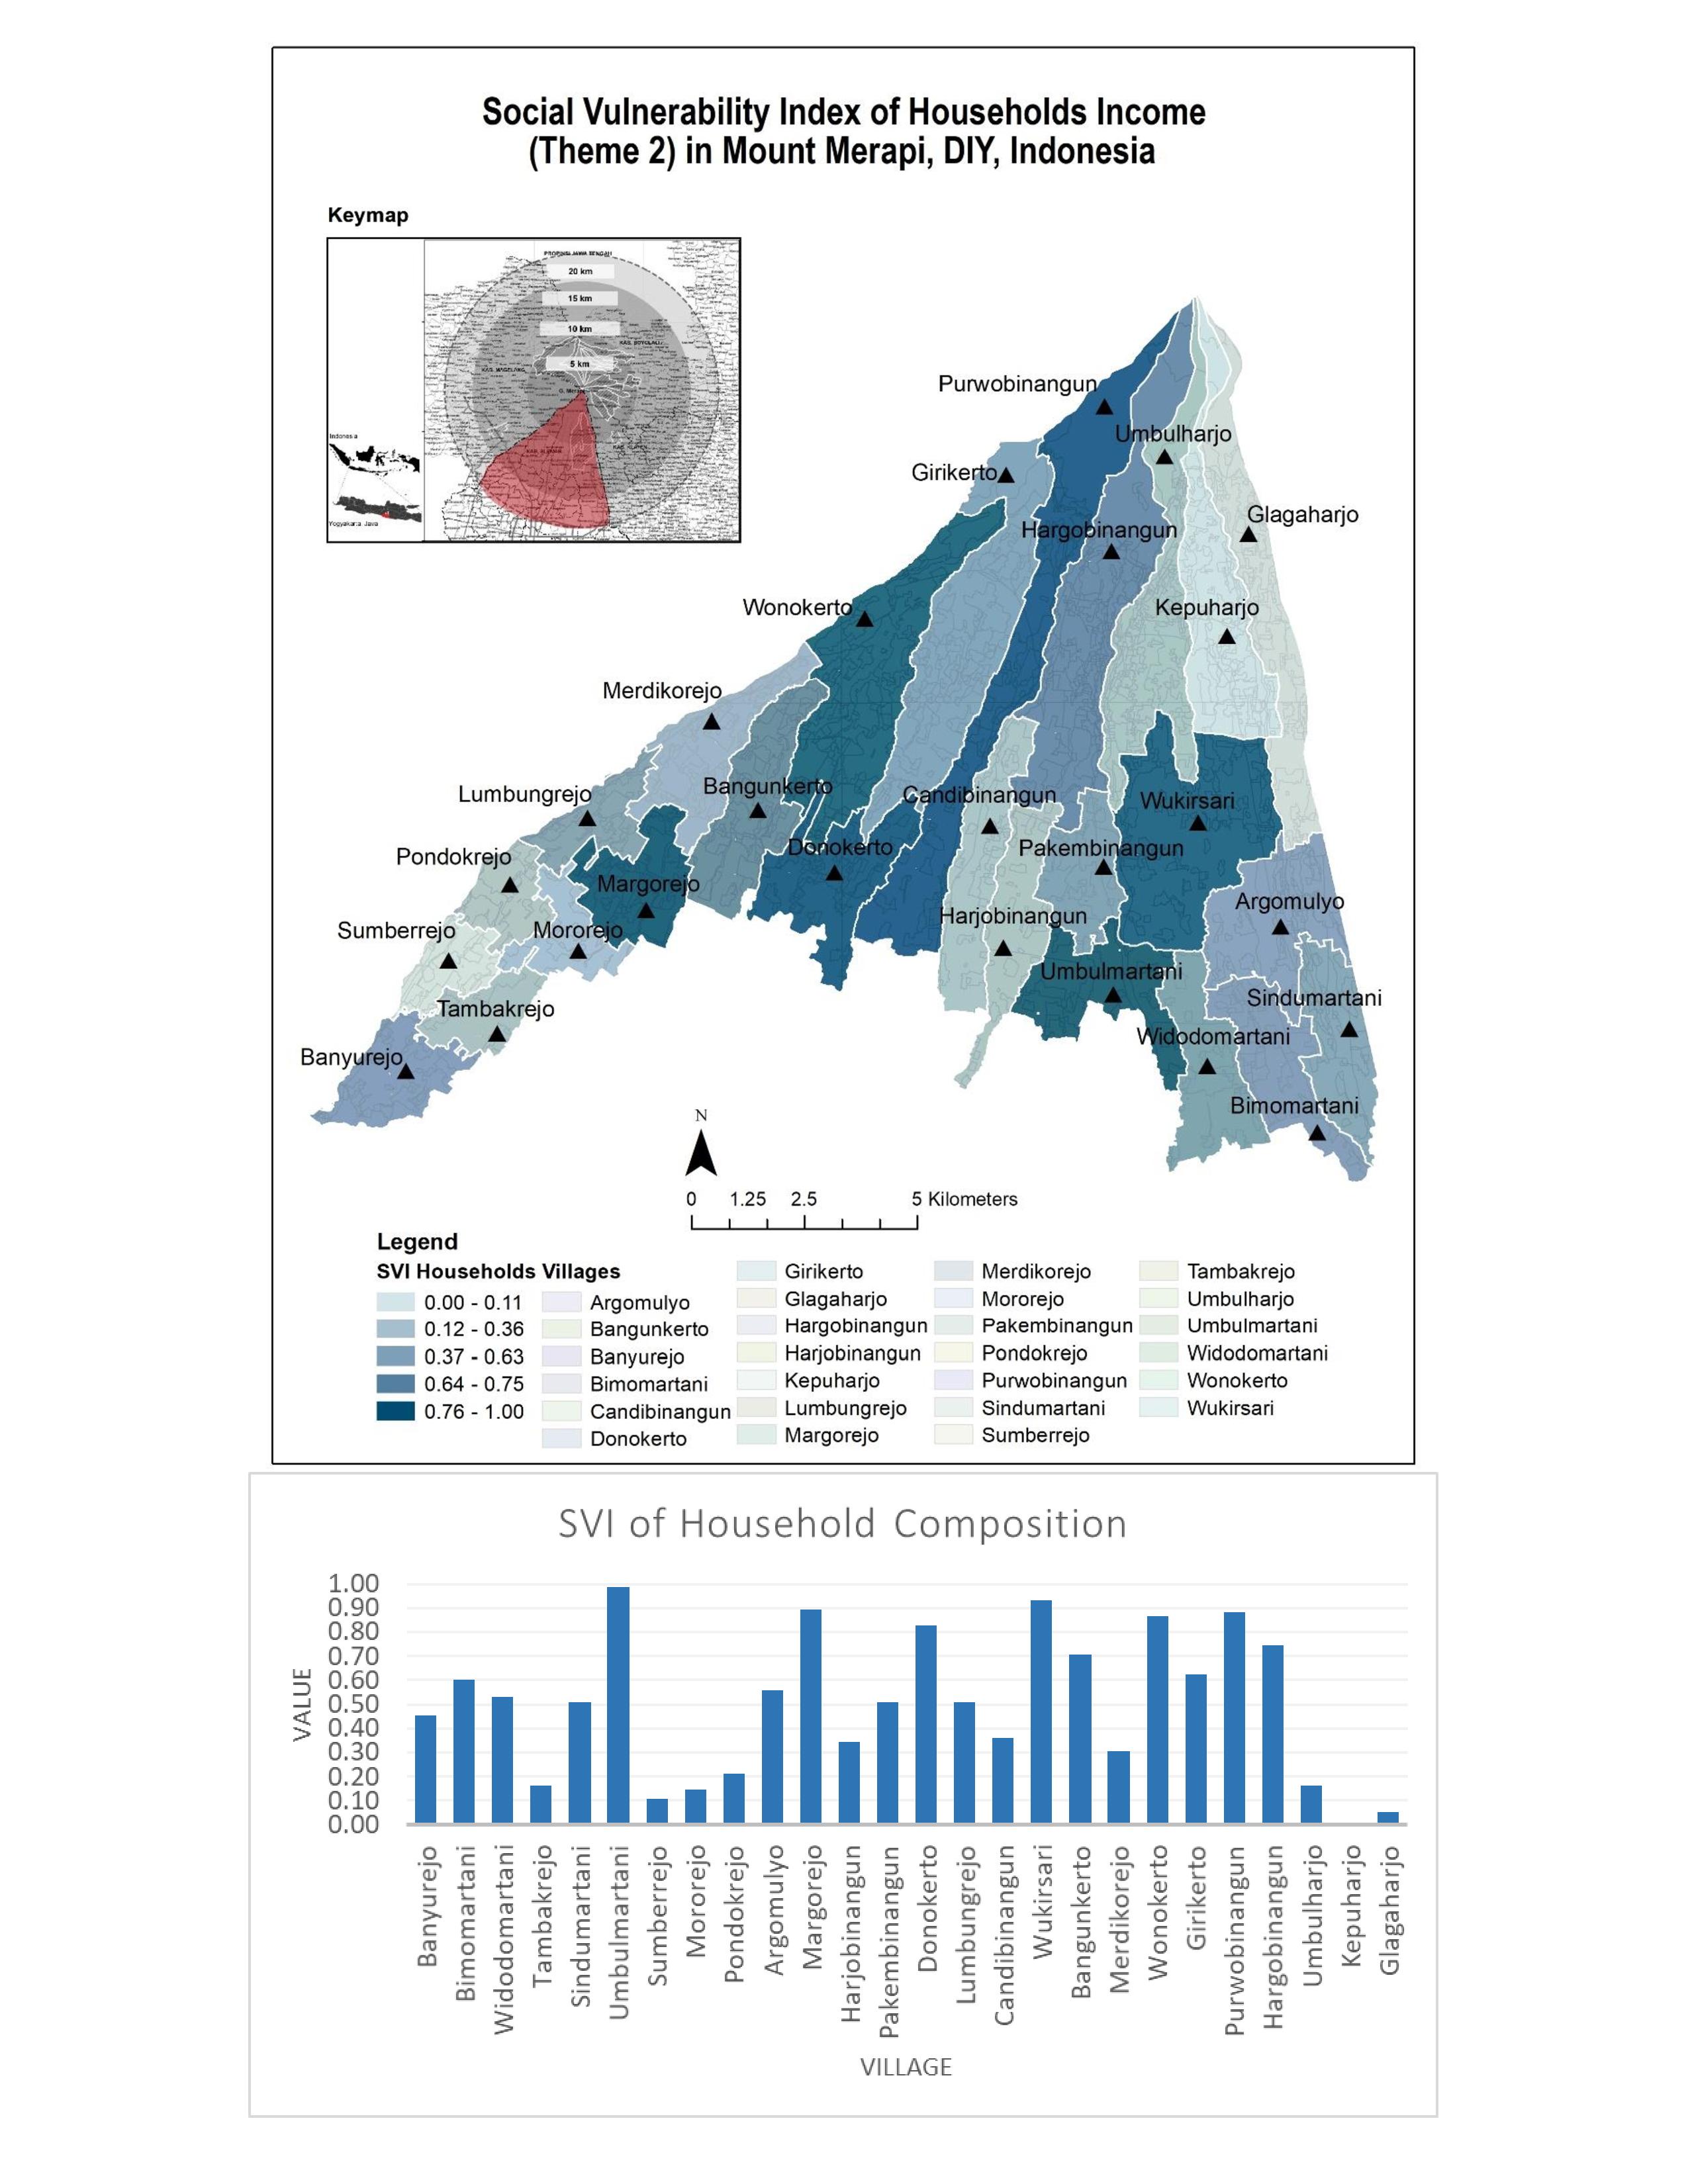 Social Vulnerability Index of Households Income
(Theme 2) in Mount Merapi, DIY, Indonesia
Keymap
PROPINSI JAWA TENGAH
20 km
15 km
10 km
KAB. BOYOLALI
5 km
KAB. MAGELANG
G. Merapi
Indonesia
Yogyakarta Java
Purwobinangun
Umbulharjo
Girikerto
Glagaharjo
Hargobinangun
Wonokerto
Kepuharjo
Merdikorejo
Bangunkerto
Lumbungrejo
Candibinangun
Wukirsari
Donokerto
Pakembinangun
Pondokrejo
Margorejo
Argomulyo
Harjobinangun
Sumberrejo
Mororejo
Umbulmartani
Sindumartani
Tambakrejo
Widodomartani
Banyurejo
Bimomartani
N
0 1.25 2.5 5 Kilometers
Legend
SVI Households
0.00 - 0.11
0.12 - 0.36
0.37 - 0.63
0.64 - 0.75
0.76 - 1.00
Villages
Argomulyo
Bangunkerto
Banyurejo
Bimomartani
Candibinangun
Donokerto
Girikerto
Glagaharjo
Hargobinangun
Harjobinangun
Kepuharjo
Lumbungrejo
Margorejo
Merdikorejo
Mororejo
Pakembinangun
Pondokrejo
Purwobinangun
Sindumartani
Sumberrejo
Tambakrejo
Umbulharjo
Umbulmartani
Widodomartani
Wonokerto
Wukirsari
SVI of Household Composition
VALUE
1.00
0.90
0.80
0.70
0.60
0.50
0.40
0.30
0.20
0.10
0.00
Banyurejo
Bimomartani
Widodomartani
Tambakrejo
Sindumartani
Umbulmartani
Sumberrejo
Mororejo
Pondokrejo
Argomulyo
Margorejo
Harjobinangun
Pakembinangun
Donokerto
Lumbungrejo
Candibinangun
Wukirsari
Bangunkerto
Merdikorejo
Wonokerto
Girikerto
Purwobinangun
Hargobinangun
Umbulharjo
Kepuharjo
Glagaharjo
VILLAGE